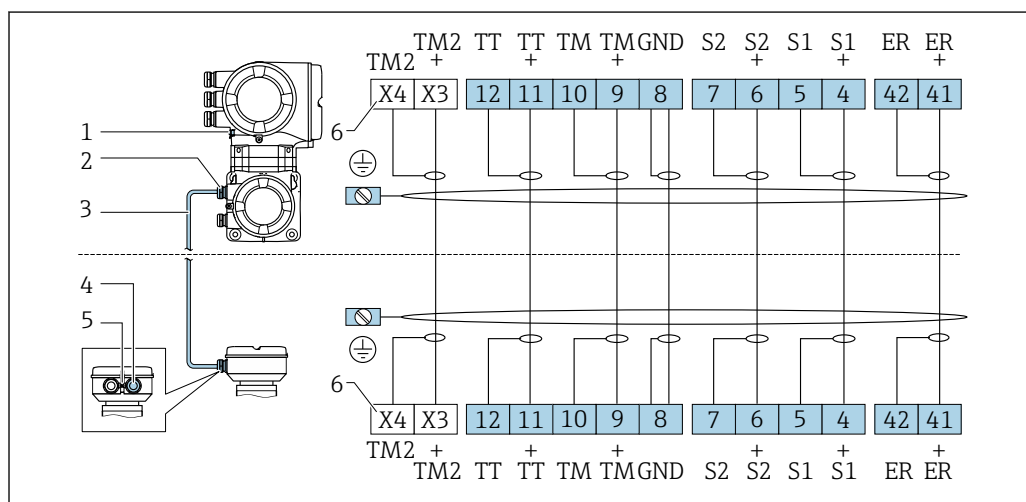 TM2 TT TT TM TM GND S2 S2 S1 S1 ER ER
TM2 + + + + + +
X4 X3 12 11 10 9 8 7 6 5 4 42 41
6
1
2
3
4
5
6
X4 X3 12 11 10 9 8 7 6 5 4 42 41
TM2 + + + + + +
TM2 TT TT TM TM GND S2 S2 S1 S1 ER ER